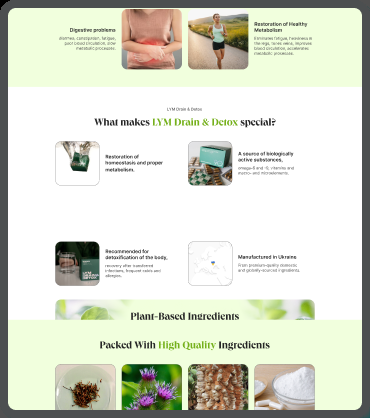 Digestive problems
diarrhea, constipation, fatigue,
poor blood circulation, slow
metabolic processes.
Restoration of Healthy
Metabolism
Eliminates fatigue, heaviness in
the legs, tones veins, improves
blood circulation, accelerates
metabolic processes.
LYM Drain & Detox
What makes LYM Drain & Detox special?
Restoration of
homeostasis and proper
metabolism.
A source of biologically
active substances,
omega-6 and -9, vitamins and
macro- and microelements.
Recommended for
detoxification of the body,
recovery after transferred
infections, frequent colds and
allergies.
Manufactured in Ukraine
From premium-quality domestic
and globally-sourced ingredients.
Plant-Based Ingredients
Packed With High Quality Ingredients